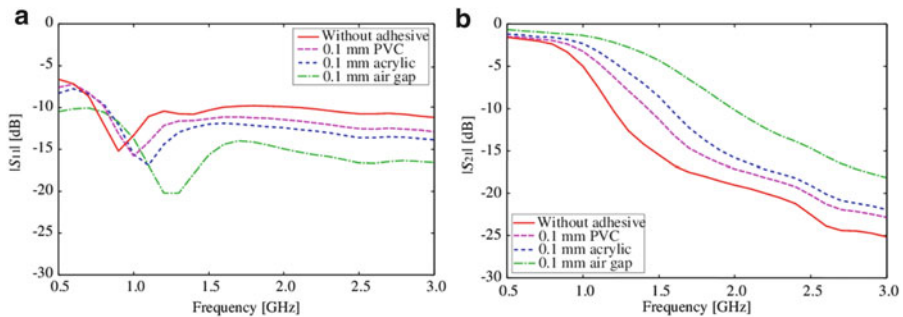 a
|S₁₁| [dB]
0
-5
-10
-15
-20
-25
-30
0.5
1.0
1.5
2.0
2.5
3.0
Frequency [GHz]
Without adhesive
0.1 mm PVC
0.1 mm acrylic
0.1 mm air gap
b
|S₂₁| [dB]
0
-5
-10
-15
-20
-25
-30
0.5
1.0
1.5
2.0
2.5
3.0
Frequency [GHz]
Without adhesive
0.1 mm PVC
0.1 mm acrylic
0.1 mm air gap